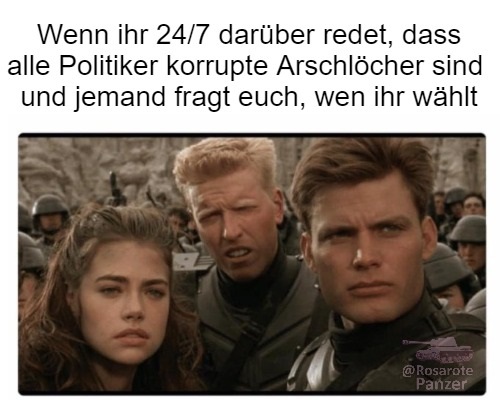 Wenn ihr 24/7 darüber redet, dass
alle Politiker korrupte Arschlöcher sind
und jemand fragt euch, wen ihr wählt
@Rosarote
Panzer